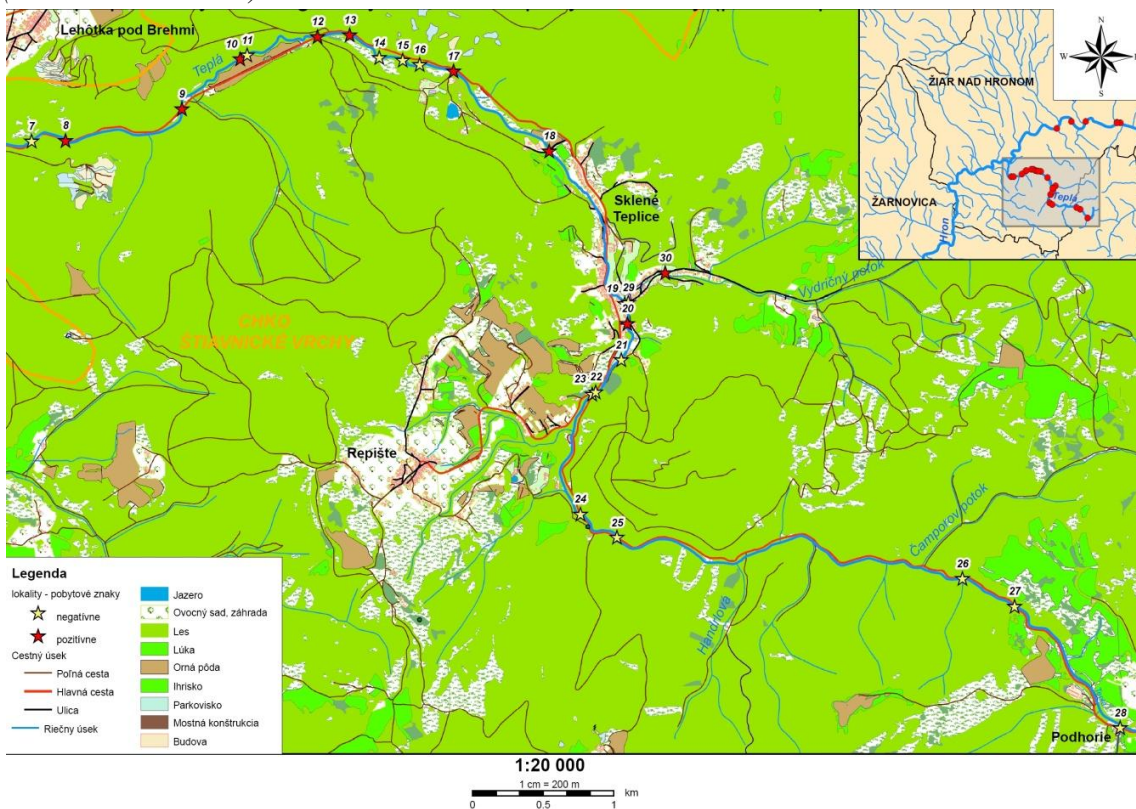 Lehôtka pod Brehmi
12
13
10
11
14
15
16
17
Teplá
9
7
8
18
Sklené
Teplice
30
19
29
20
Vydričný potok
21
23
22
CHKO
ŠTIAVNICKÉ VRCHY
Repište
24
25
Čamporov potok
26
27
Handrlová
28
Podhorie
N
W
E
S
ŽIAR NAD HRONOM
ŽARNOVICA
Teplá
Hron
Legenda
lokality - pobytové znaky
negatívne
pozitívne
Cestný úsek
Poľná cesta
Hlavná cesta
Ulica
Riečny úsek
Jazero
Ovocný sad, záhrada
Les
Lúka
Orná pôda
Ihrisko
Parkovisko
Mostná konštrukcia
Budova
1:20 000
1 cm = 200 m
km
0 0.5 1